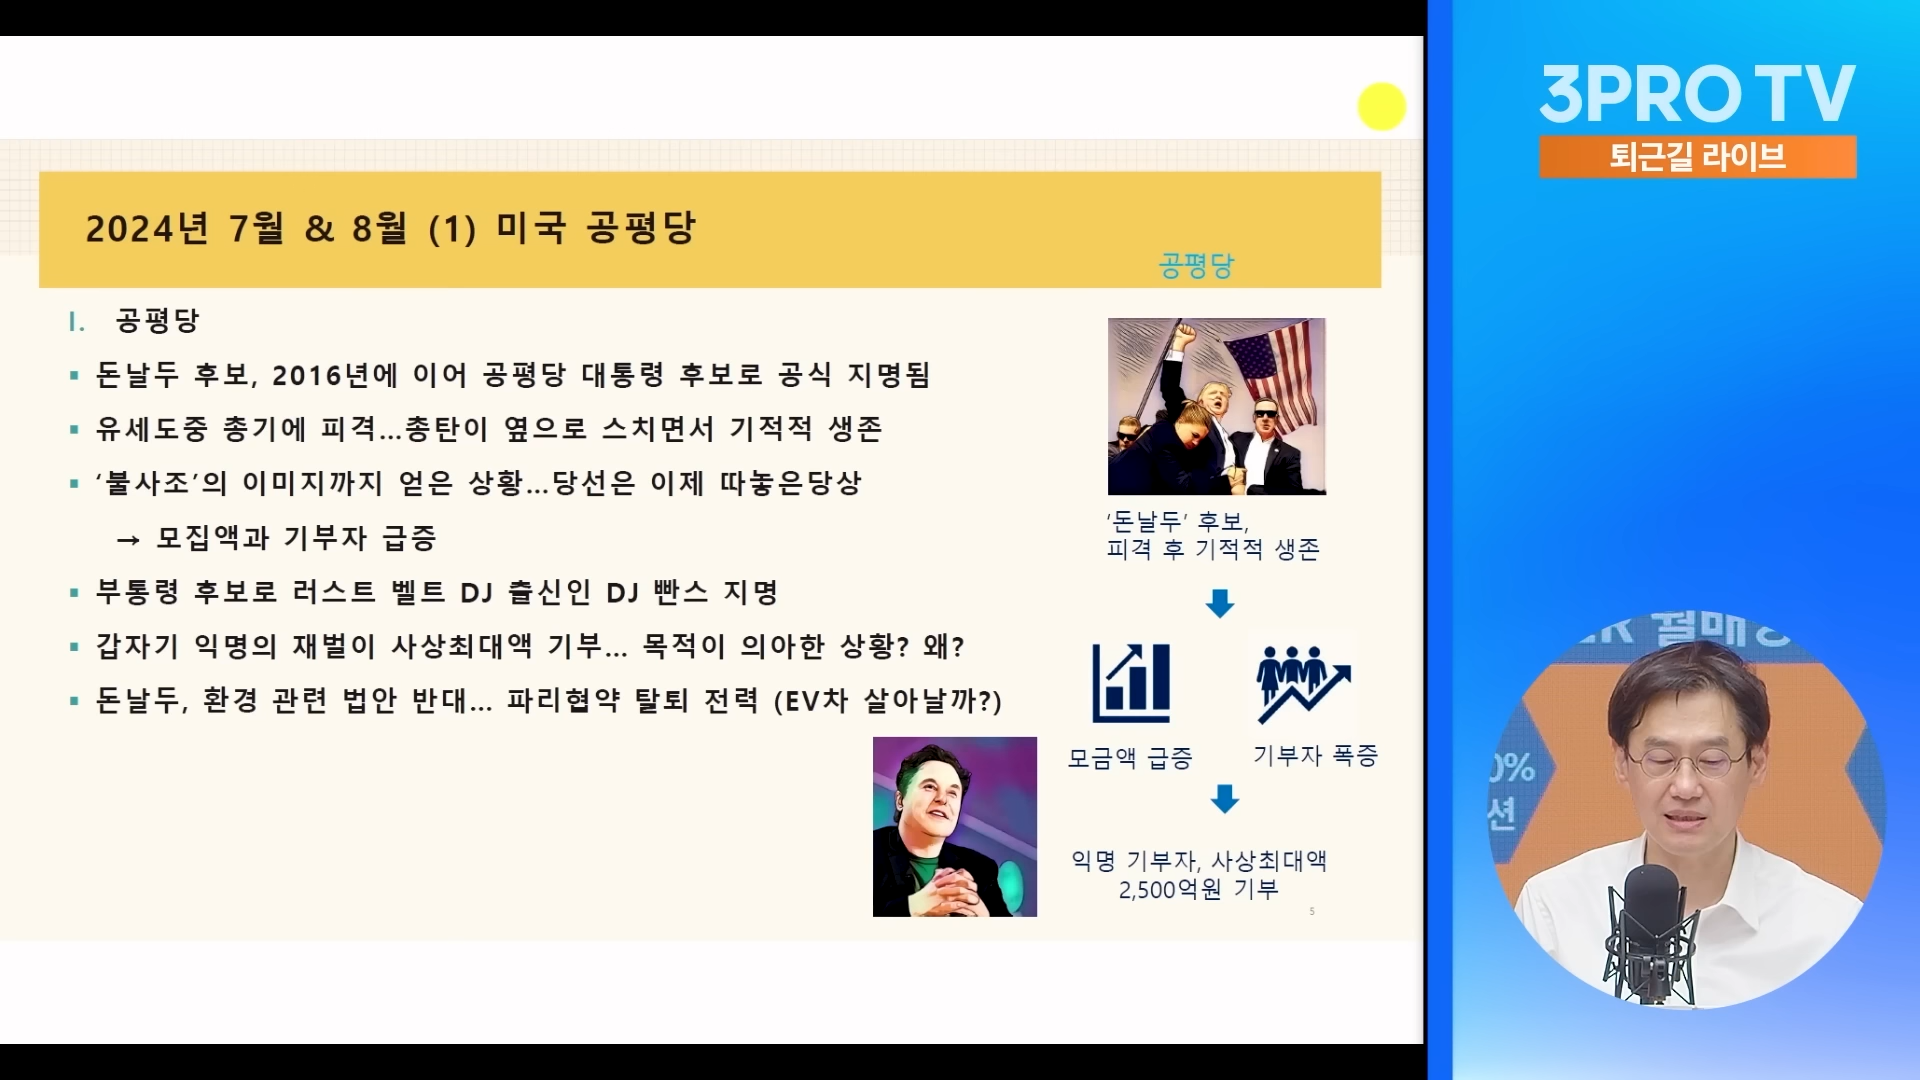 3PRO TV
퇴근길 라이브
2024년 7월 & 8월 (1) 미국 공평당
공평당
I. 공평당
▪ 돈날두 후보, 2016년에 이어 공평당 대통령 후보로 공식 지명됨
▪ 유세도중 총기에 피격...총탄이 옆으로 스치면서 기적적 생존
▪ ‘불사조’의 이미지까지 얻은 상황...당선은 이제 따놓은당상
→ 모집액과 기부자 급증
▪ 부통령 후보로 러스트 벨트 DJ 출신인 DJ 빤스 지명
▪ 갑자기 익명의 재벌이 사상최대액 기부... 목적이 의아한 상황? 왜?
▪ 돈날두, 환경 관련 법안 반대... 파리협약 탈퇴 전력 (EV차 살아날까?)
‘돈날두’ 후보,
피격 후 기적적 생존
모금액 급증
기부자 폭증
익명 기부자, 사상최대액
2,500억원 기부
5
0%
션